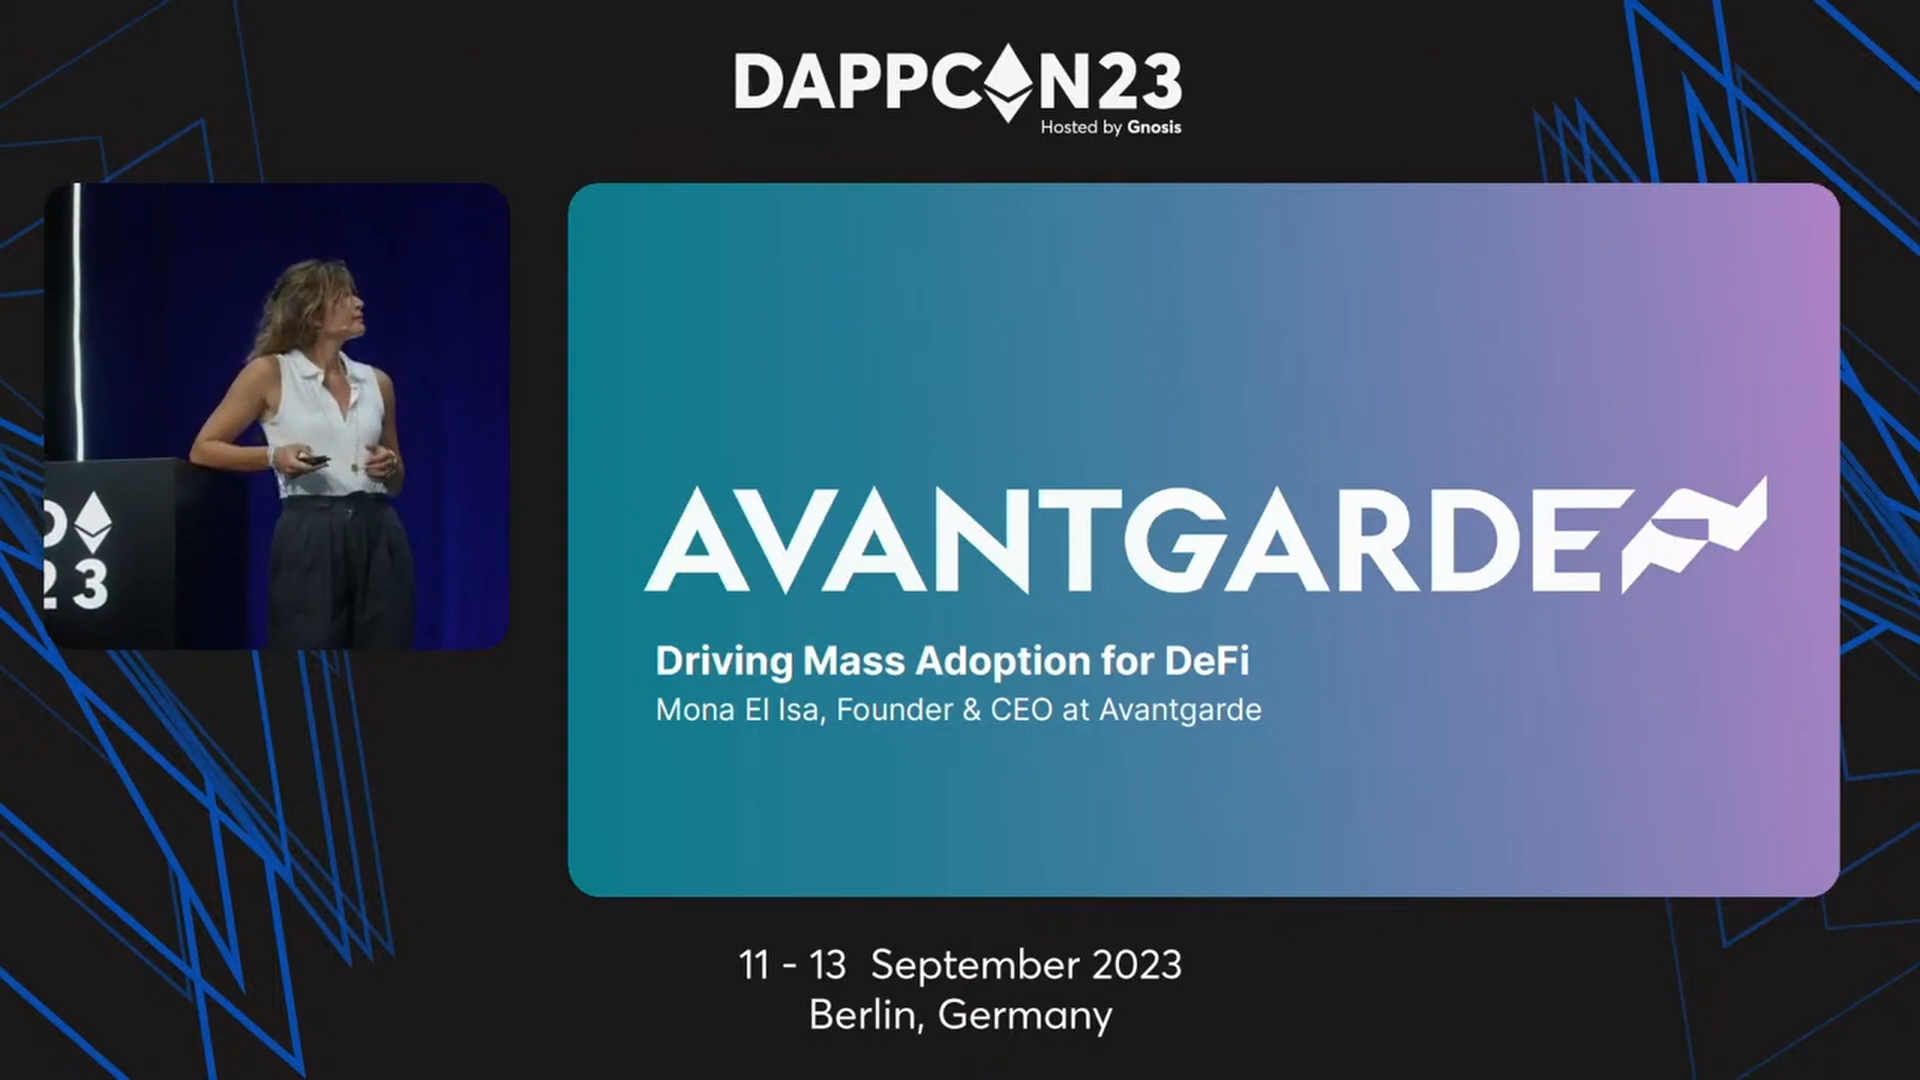 DAPPCON23
Hosted by Gnosis
23
AVANTGARDE
Driving Mass Adoption for DeFi
Mona El Isa, Founder & CEO at Avantgarde
11 - 13 September 2023
Berlin, Germany